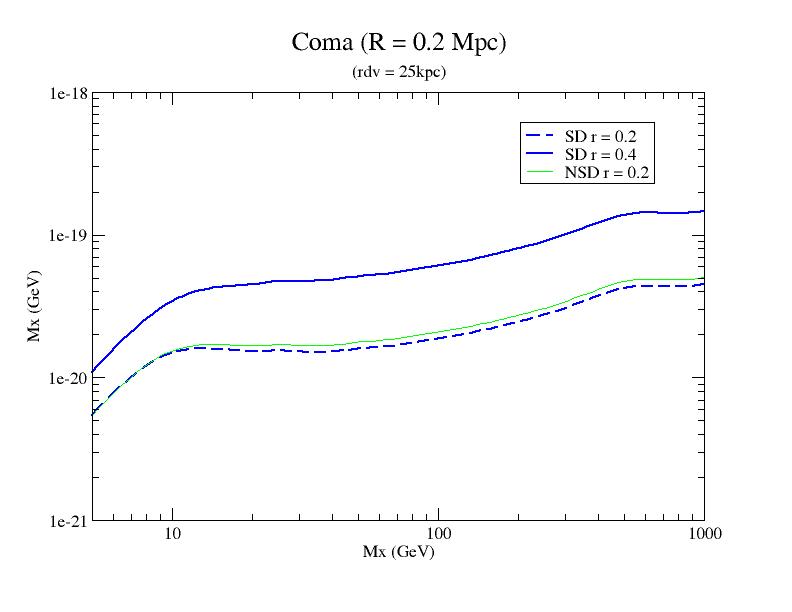 Coma (R = 0.2 Mpc)
(rdv = 25kpc)
1e-18
SD r = 0.2
SD r = 0.4
NSD r = 0.2
1e-19
Mx (GeV)
1e-20
1e-21
10 100 1000
Mx (GeV)